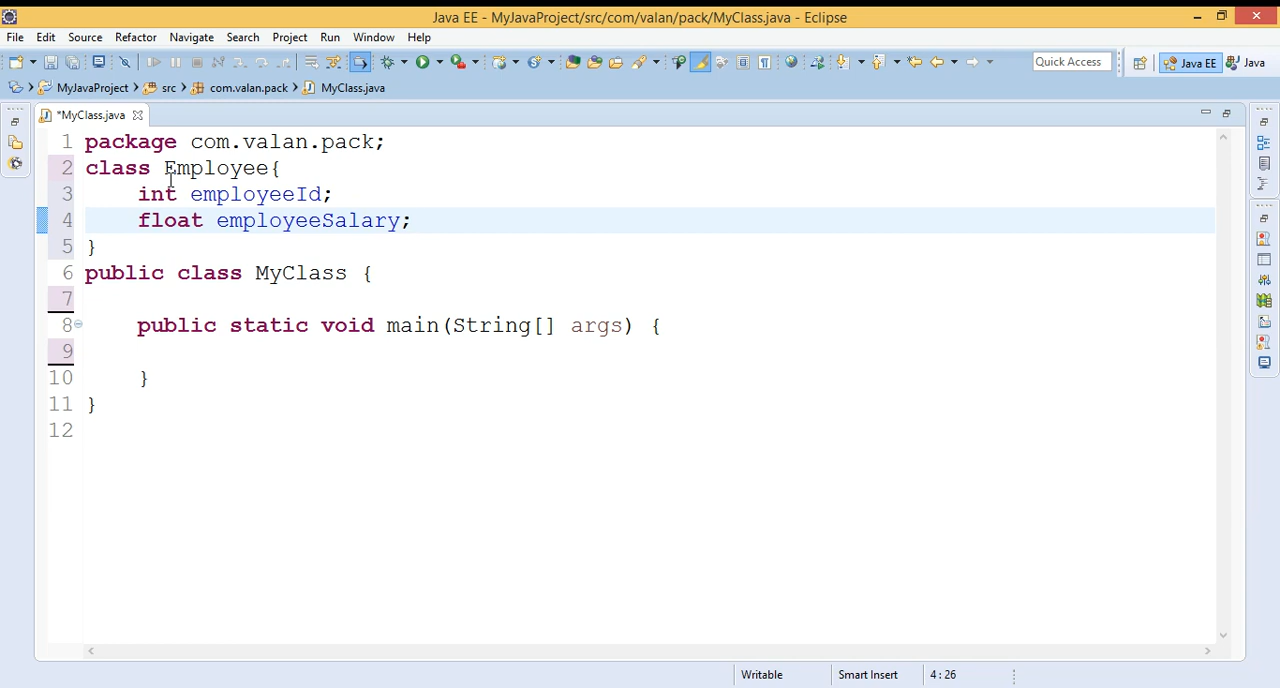 Java EE - MyJavaProject/src/com/valan/pack/MyClass.java - Eclipse
File Edit Source Refactor Navigate Search Project Run Window Help
Quick Access Java EE Java
MyJavaProject src com.valan.pack MyClass.java
*MyClass.java
1 package com.valan.pack;
2 class Employee{
3 int employeeId;
4 float employeeSalary;
5 }
6 public class MyClass {
7
8 public static void main(String[] args) {
9
10 }
11 }
12
Writable Smart Insert 4:26